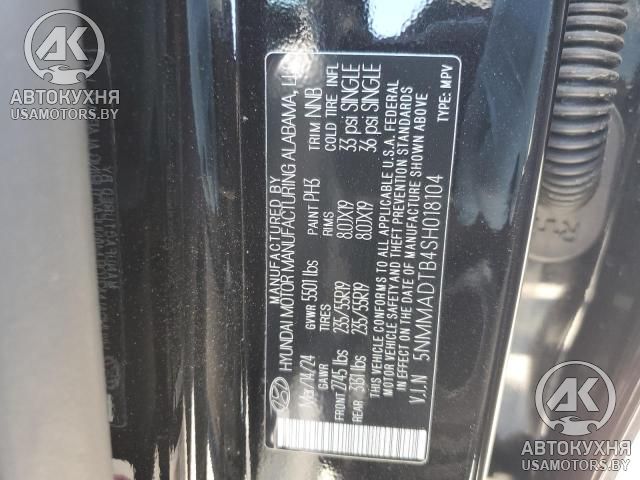 MANUFACTURED BY
HYUNDAI MOTOR MANUFACTURING ALABAMA, LLC
GVWR 5501 lbs PAINT PH3 TRIM NNB
GAWR TIRES RIMS COLD TIRE INFL
FRONT 2745 lbs 235/55R19 8.0JX19 33 psi SINGLE
REAR 3131 lbs 235/55R19 8.0JX19 36 psi SINGLE
THIS VEHICLE CONFORMS TO ALL APPLICABLE U.S.A. FEDERAL
MOTOR VEHICLE SAFETY AND THEFT PREVENTION STANDARDS
IN EFFECT ON THE DATE OF MANUFACTURE SHOWN ABOVE
V.I.N 5NMMADTB4SH018104 TYPE: MPV
AK
АВТОКУХНЯ
USAMOTORS.BY
AK
АВТОКУХНЯ
USAMOTORS.BY